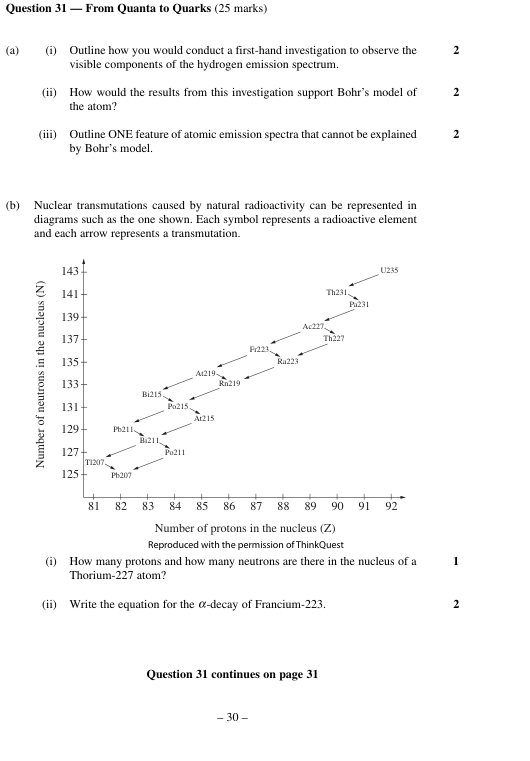 Question 31 — From Quanta to Quarks (25 marks)
(a) (i) Outline how you would conduct a first-hand investigation to observe the 2
visible components of the hydrogen emission spectrum.
(ii) How would the results from this investigation support Bohr's model of 2
the atom?
(iii) Outline ONE feature of atomic emission spectra that cannot be explained 2
by Bohr's model.
(b) Nuclear transmutations caused by natural radioactivity can be represented in
diagrams such as the one shown. Each symbol represents a radioactive element
and each arrow represents a transmutation.
Number of neutrons in the nucleus (N)
143
141
139
137
135
133
131
129
127
125
U235
Th231
Pa231
Ac227
Th227
Fr223
Ra223
At219
Rn219
Bi215
Po215
At215
Pb211
Bi211
Po211
Tl207
Pb207
81 82 83 84 85 86 87 88 89 90 91 92
Number of protons in the nucleus (Z)
Reproduced with the permission of ThinkQuest
(i) How many protons and how many neutrons are there in the nucleus of a 1
Thorium-227 atom?
(ii) Write the equation for the α-decay of Francium-223. 2
Question 31 continues on page 31
– 30 –